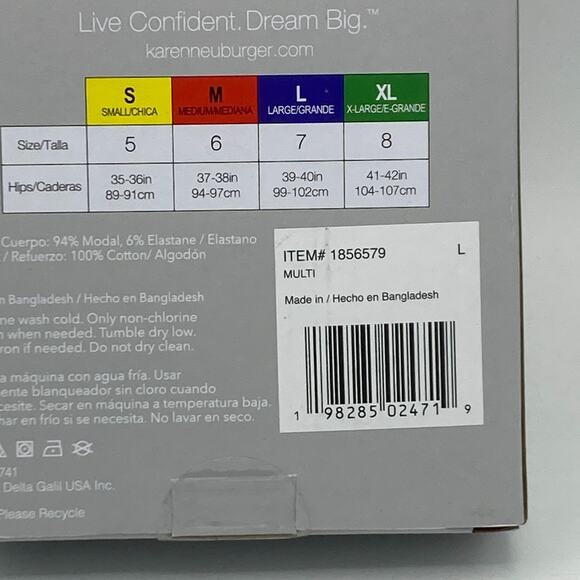 Live Confident. Dream Big.™
karenneuburger.com
S M L XL
SMALL/CHICA MEDIUM/MEDIANA LARGE/GRANDE X-LARGE/E-GRANDE
Size/Talla 5 6 7 8
Hips/Caderas 35-36in 89-91cm 37-38in 94-97cm 39-40in 99-102cm 41-42in 104-107cm
Cuerpo: 94% Modal, 6% Elastane / Elastano
/ Refuerzo: 100% Cotton/ Algodón
Bangladesh / Hecho en Bangladesh
wash cold. Only non-chlorine
when needed. Tumble dry low.
if needed. Do not dry clean.
a máquina con agua fría. Usar
blanqueador sin cloro cuando
Secar en máquina a temperatura baja.
en frío si se necesita. No lavar en seco.
741
Delta Galil USA Inc.
Please Recycle
ITEM# 1856579 L
MULTI
Made in / Hecho en Bangladesh
1 98285 02471 9